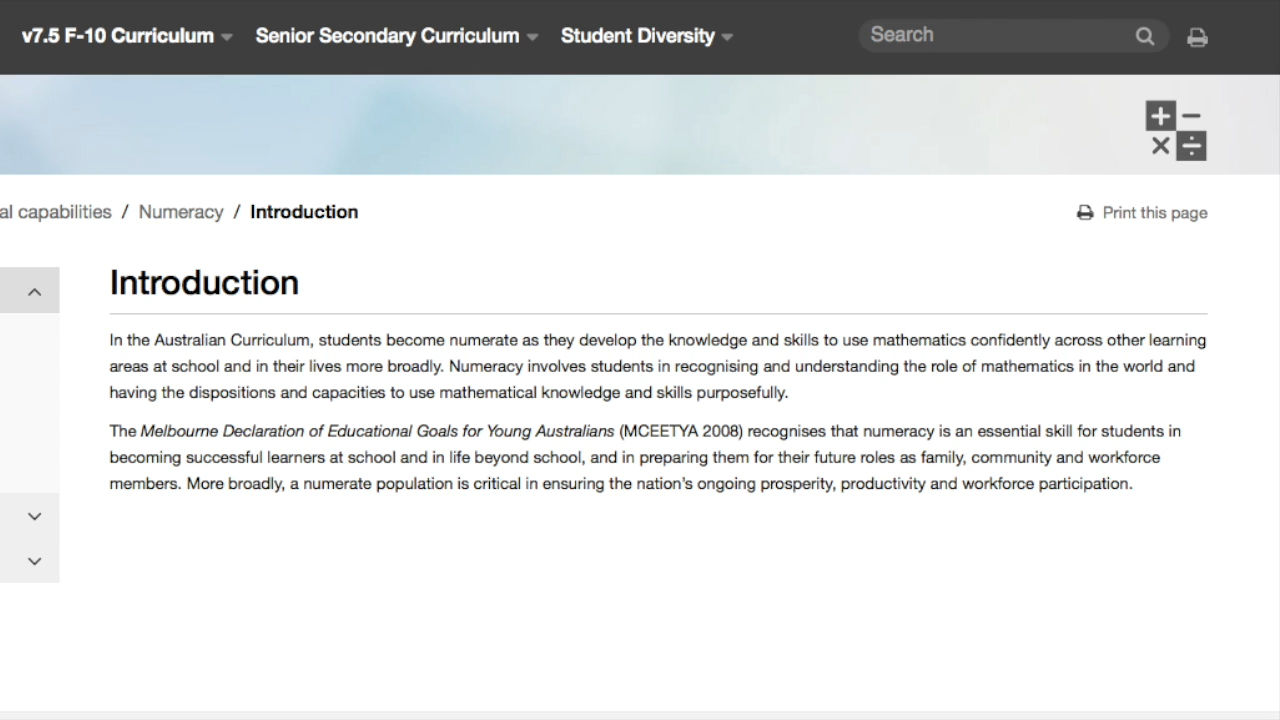 v7.5 F-10 Curriculum Senior Secondary Curriculum Student Diversity Search
al capabilities / Numeracy / Introduction Print this page
Introduction
In the Australian Curriculum, students become numerate as they develop the knowledge and skills to use mathematics confidently across other learning
areas at school and in their lives more broadly. Numeracy involves students in recognising and understanding the role of mathematics in the world and
having the dispositions and capacities to use mathematical knowledge and skills purposefully.
The Melbourne Declaration of Educational Goals for Young Australians (MCEETYA 2008) recognises that numeracy is an essential skill for students in
becoming successful learners at school and in life beyond school, and in preparing them for their future roles as family, community and workforce
members. More broadly, a numerate population is critical in ensuring the nation's ongoing prosperity, productivity and workforce participation.